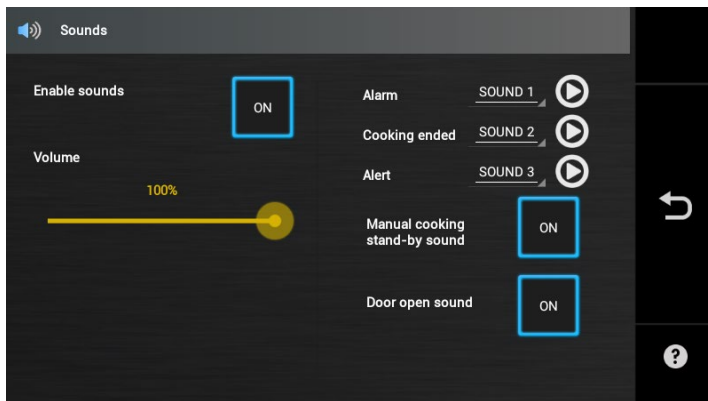 Sounds
Enable sounds
ON
Volume
100%
Alarm
SOUND 1
Cooking ended
SOUND 2
Alert
SOUND 3
Manual cooking
stand-by sound
ON
Door open sound
ON
?